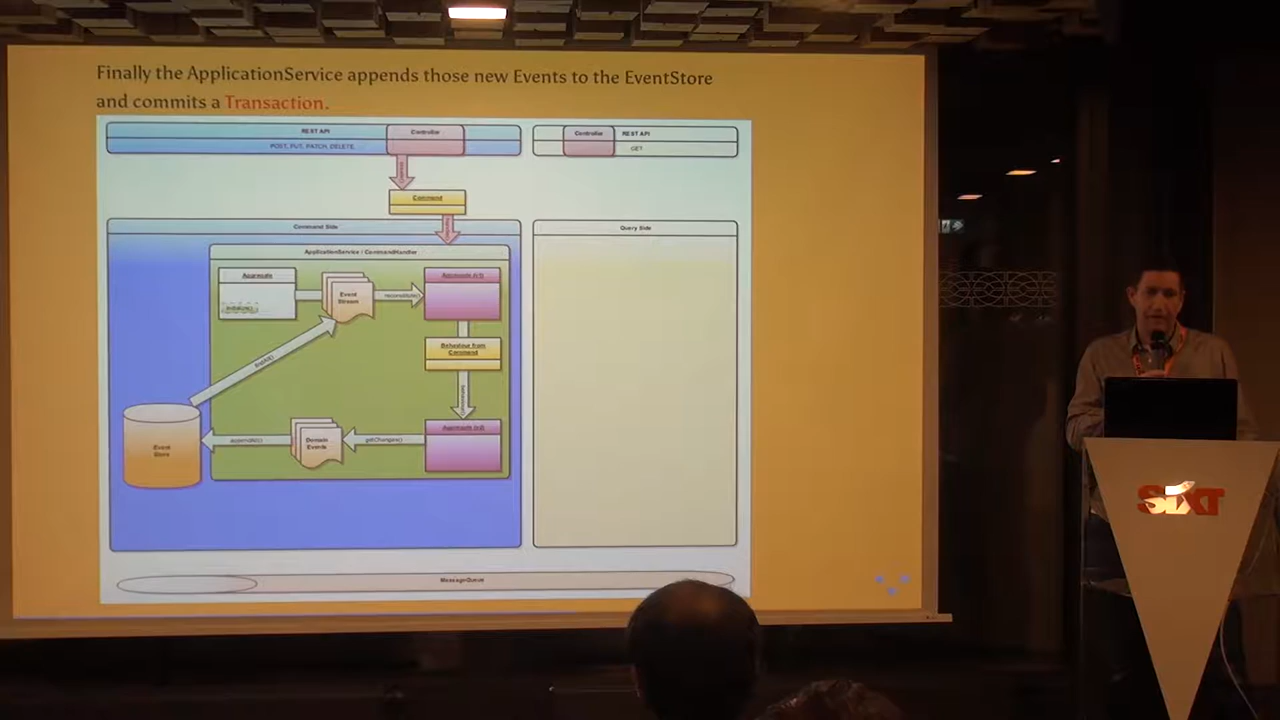 Finally the ApplicationService appends those new Events to the EventStore
and commits a Transaction.
REST API
POST, PUT, PATCH, DELETE
Controller
Controller
REST API
GET
Command
Command Side
Query Side
ApplicationService / CommandHandler
Aggregate
initialize()
Event
Stream
reconstitute()
Behaviour from
Command
Event
Store
Domain
Events
getChanges()
MessageQueue
SIXT